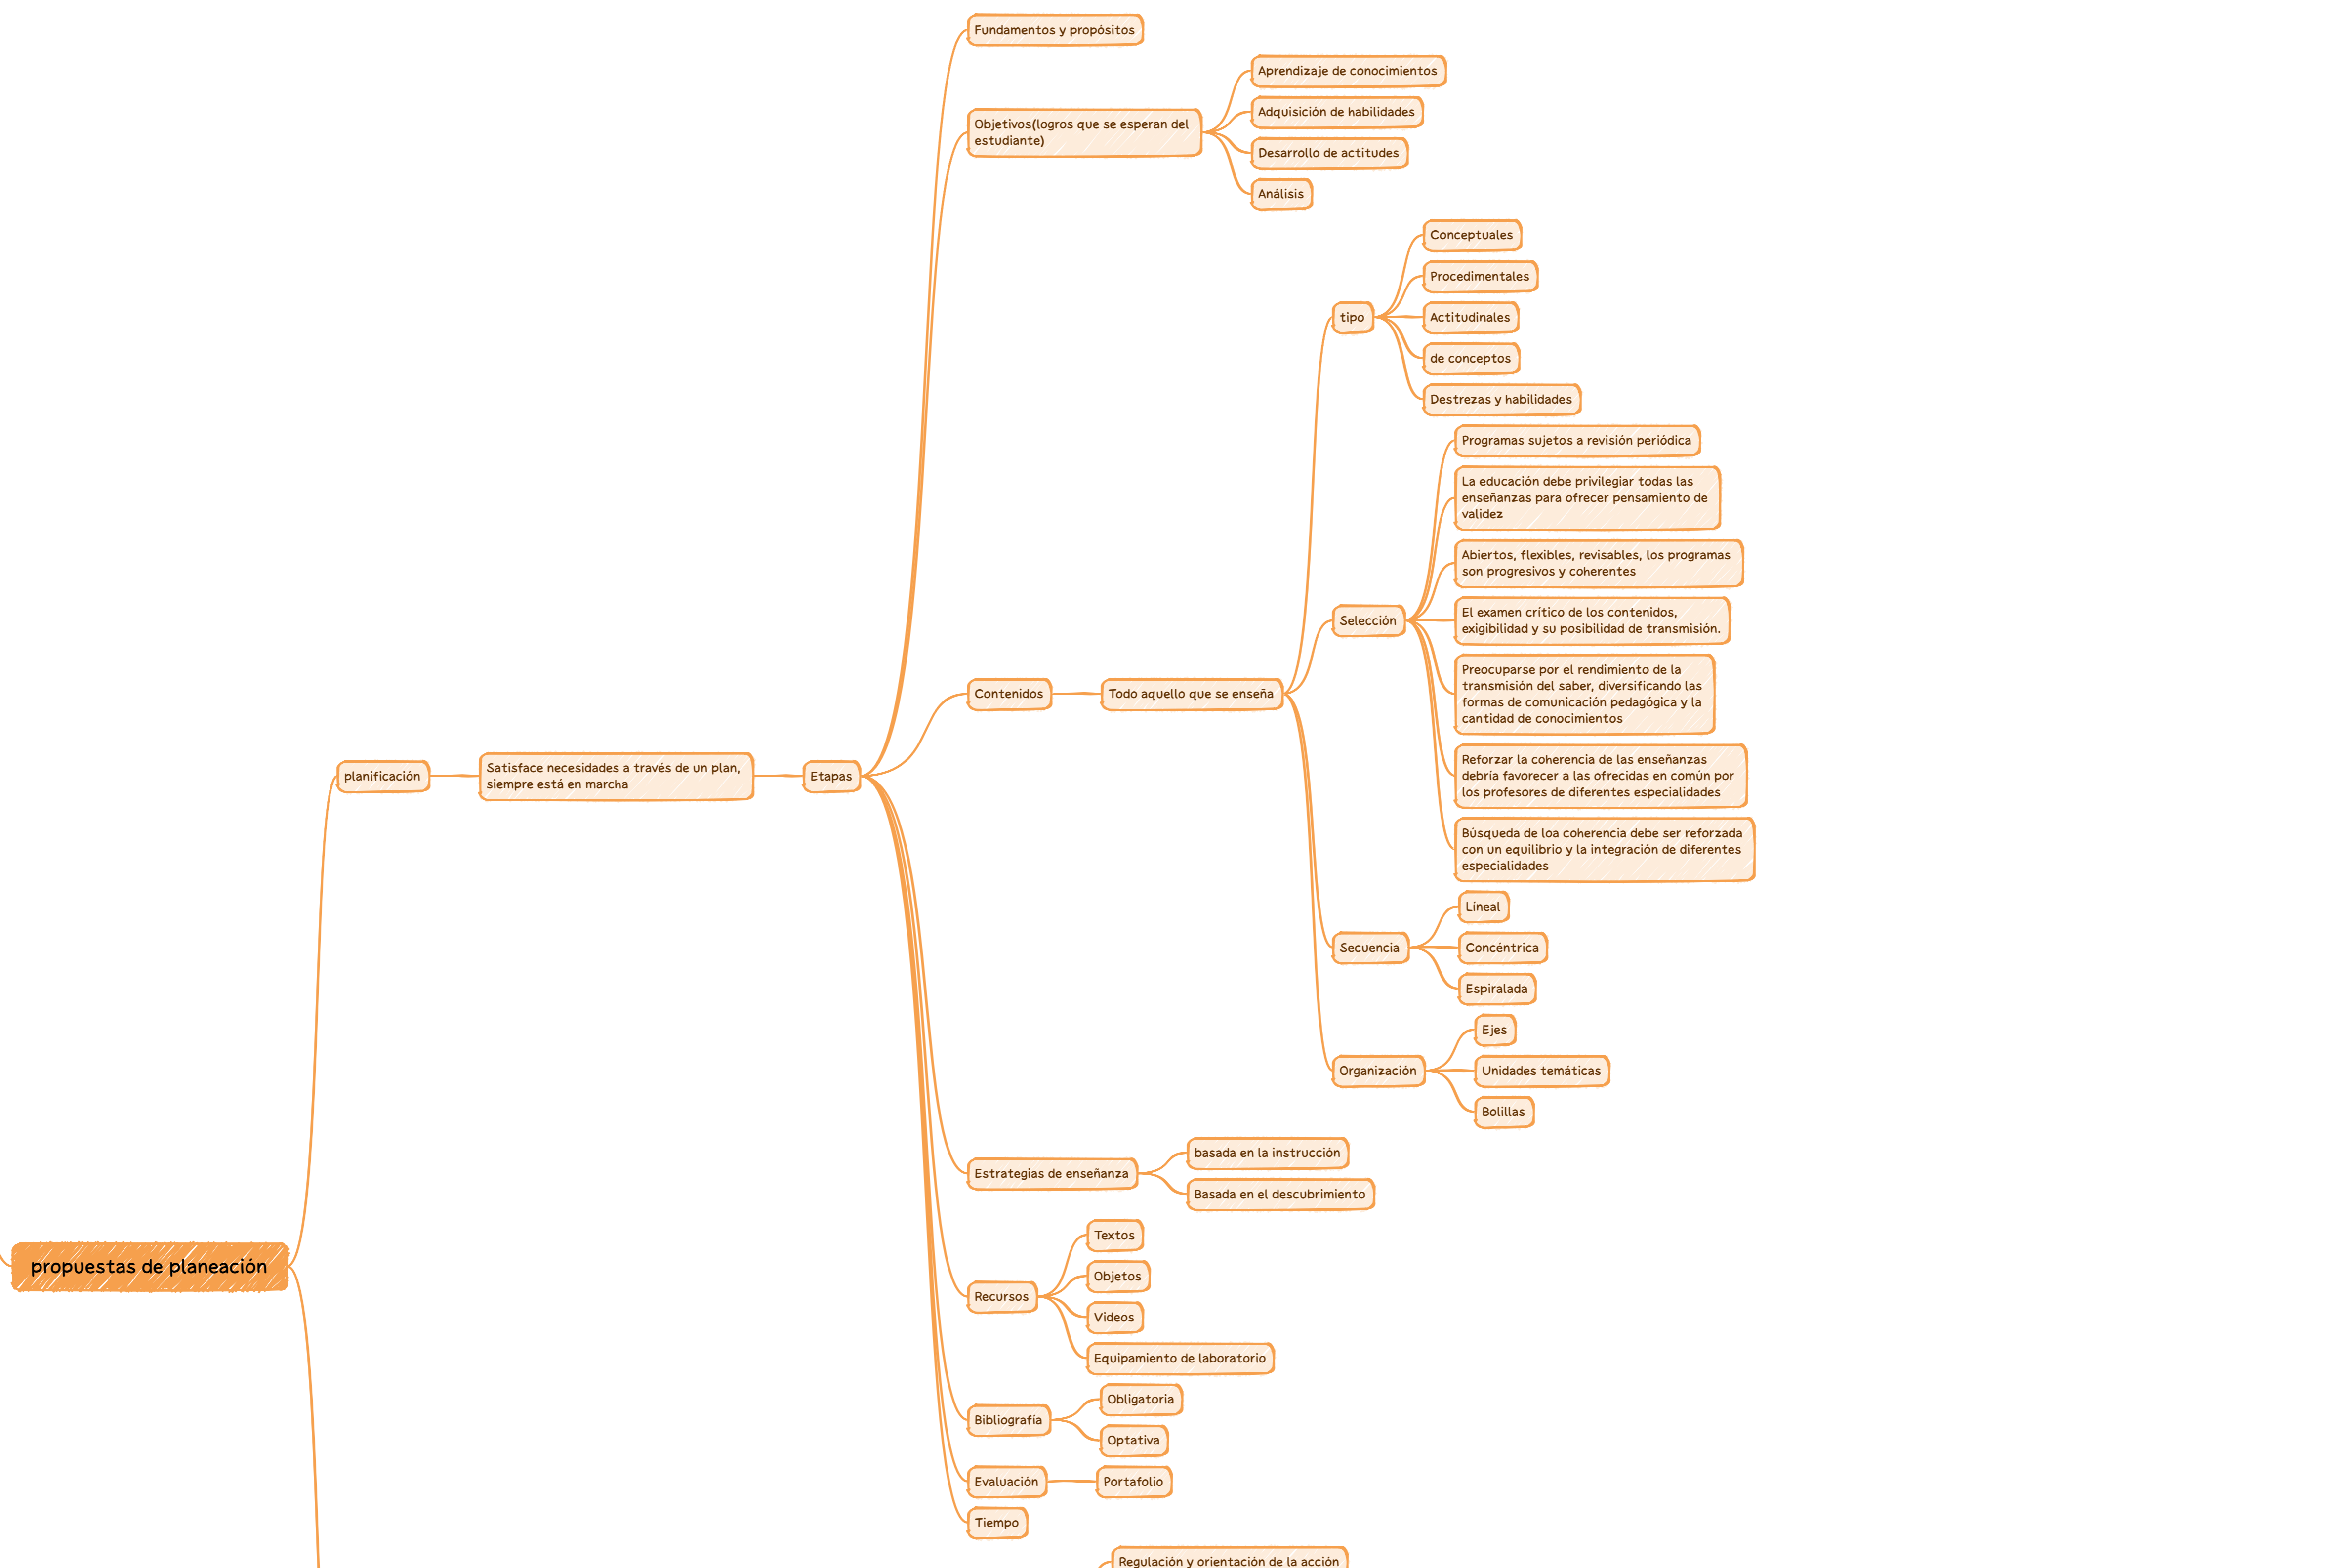 Fundamentos y propósitos
Objetivos(logros que se esperan del
estudiante)
Aprendizaje de conocimientos
Adquisición de habilidades
Desarrollo de actitudes
Análisis
Conceptuales
Procedimentales
tipo
Actitudinales
de conceptos
Destrezas y habilidades
Programas sujetos a revisión periódica
La educación debe privilegiar todas las
enseñanzas para ofrecer pensamiento de
validez
Abiertos, flexibles, revisables, los programas
son progresivos y coherentes
Selección
El examen crítico de los contenidos,
exigibilidad y su posibilidad de transmisión.
Preocuparse por el rendimiento de la
transmisión del saber, diversificando las
formas de comunicación pedagógica y la
cantidad de conocimientos
Contenidos
Todo aquello que se enseña
planificación
Satisface necesidades a través de un plan,
siempre está en marcha
Etapas
Reforzar la coherencia de las enseñanzas
debría favorecer a las ofrecidas en común por
los profesores de diferentes especialidades
Búsqueda de loa coherencia debe ser reforzada
con un equilibrio y la integración de diferentes
especialidades
Líneal
Secuencia
Concéntrica
Espiralada
Ejes
Organización
Unidades temáticas
Bolillas
Estrategias de enseñanza
basada en la instrucción
Basada en el descubrimiento
propuestas de planeación
Textos
Objetos
Recursos
Videos
Equipamiento de laboratorio
Bibliografía
Obligatoria
Optativa
Evaluación
Portafolio
Tiempo
Regulación y orientación de la acción